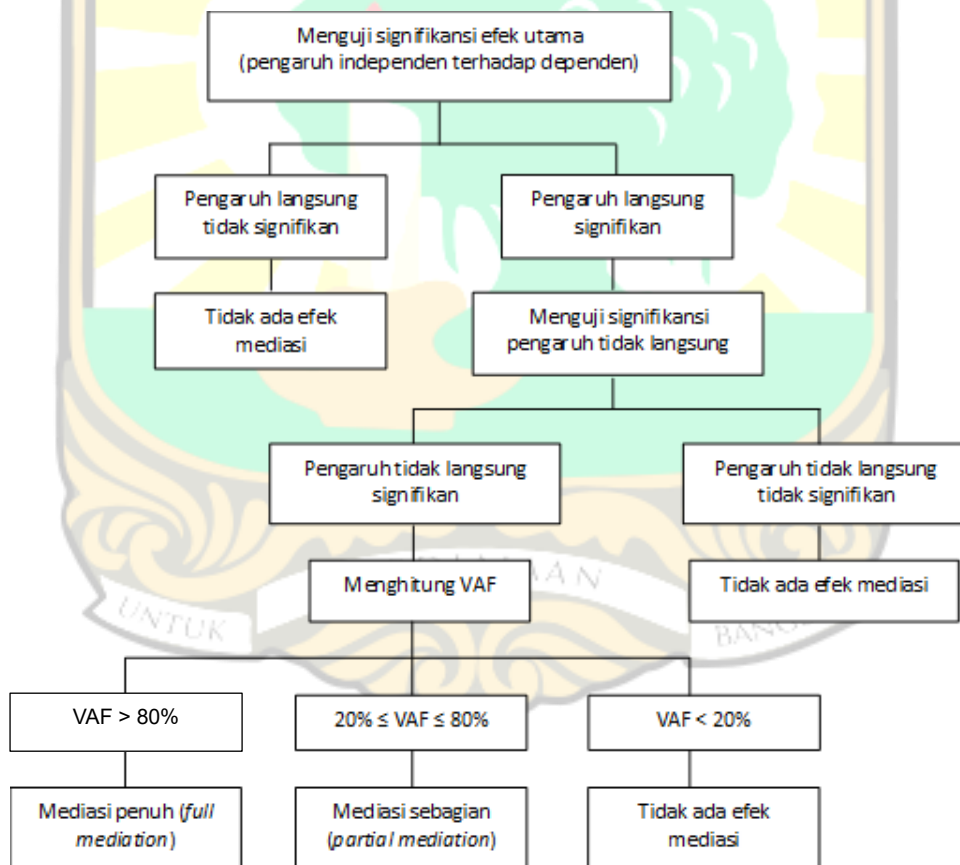 Menguji signifikansi efek utama
(pengaruh independen terhadap dependen)
Pengaruh langsung
tidak signifikan
Pengaruh langsung
signifikan
Tidak ada efek
mediasi
Menguji signifikansi
pengaruh tidak langsung
Pengaruh tidak langsung
signifikan
Pengaruh tidak langsung
tidak signifikan
Menghitung VAF
Tidak ada efek mediasi
UNTUK
VAF > 80%
20% ≤ VAF ≤ 80%
VAF < 20%
Mediasi penuh (full
mediation)
Mediasi sebagian
(partial mediation)
Tidak ada efek
mediasi